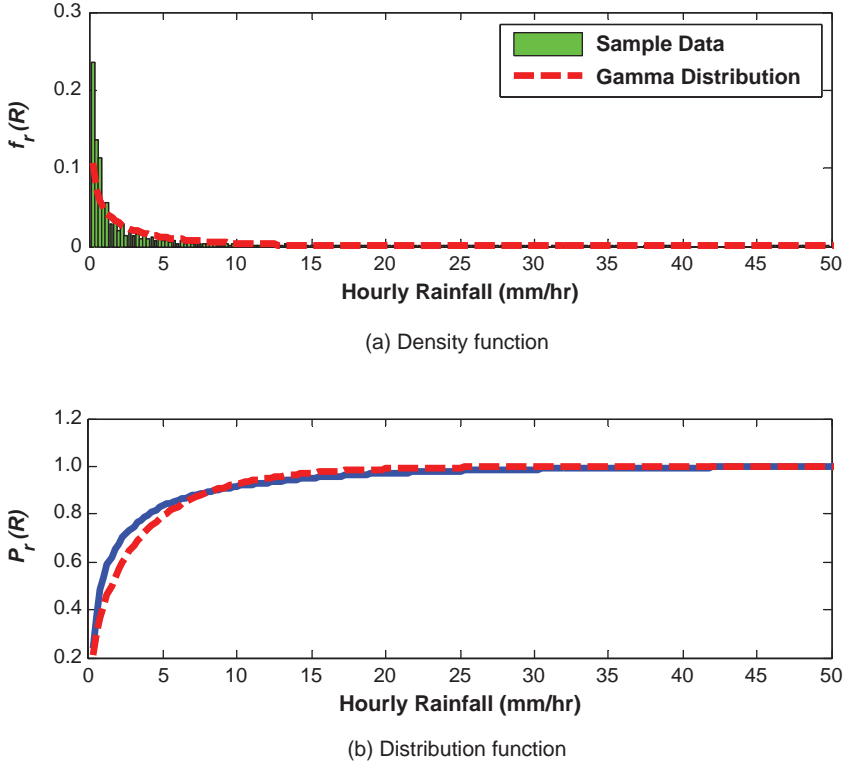 0.3
0.2
0.1
0
f_r(R)
Sample Data
Gamma Distribution
0 5 10 15 20 25 30 35 40 45 50
Hourly Rainfall (mm/hr)
(a) Density function
1.2
1.0
0.8
0.6
0.4
0.2
P_r(R)
0 5 10 15 20 25 30 35 40 45 50
Hourly Rainfall (mm/hr)
(b) Distribution function